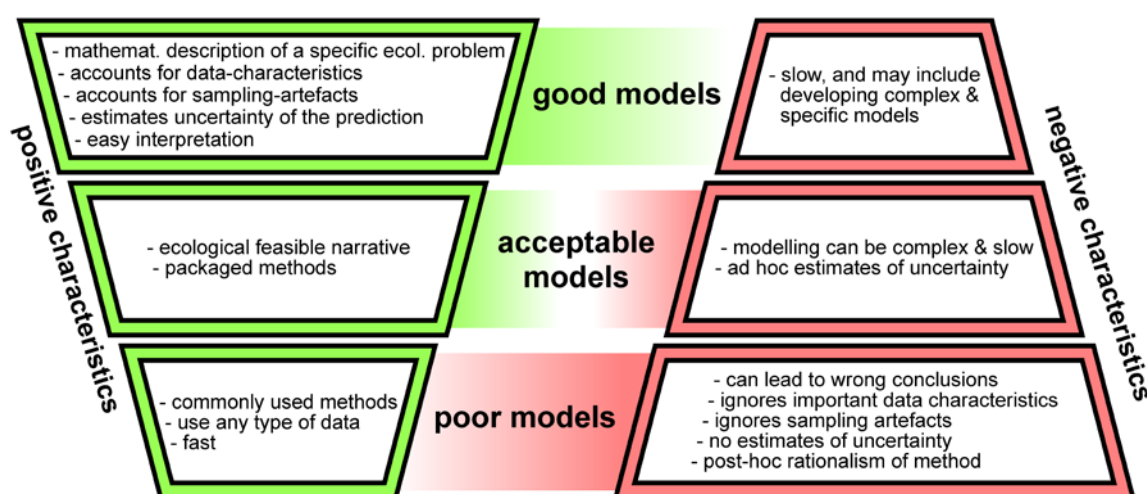 - mathemat. description of a specific ecol. problem
- accounts for data-characteristics
- accounts for sampling-artefacts
- estimates uncertainty of the prediction
- easy interpretation
good models
- slow, and may include
developing complex &
specific models
positive characteristics
negative characteristics
- ecological feasible narrative
- packaged methods
acceptable
models
- modelling can be complex & slow
- ad hoc estimates of uncertainty
- commonly used methods
- use any type of data
- fast
poor models
- can lead to wrong conclusions
- ignores important data characteristics
- ignores sampling artefacts
- no estimates of uncertainty
- post-hoc rationalism of method